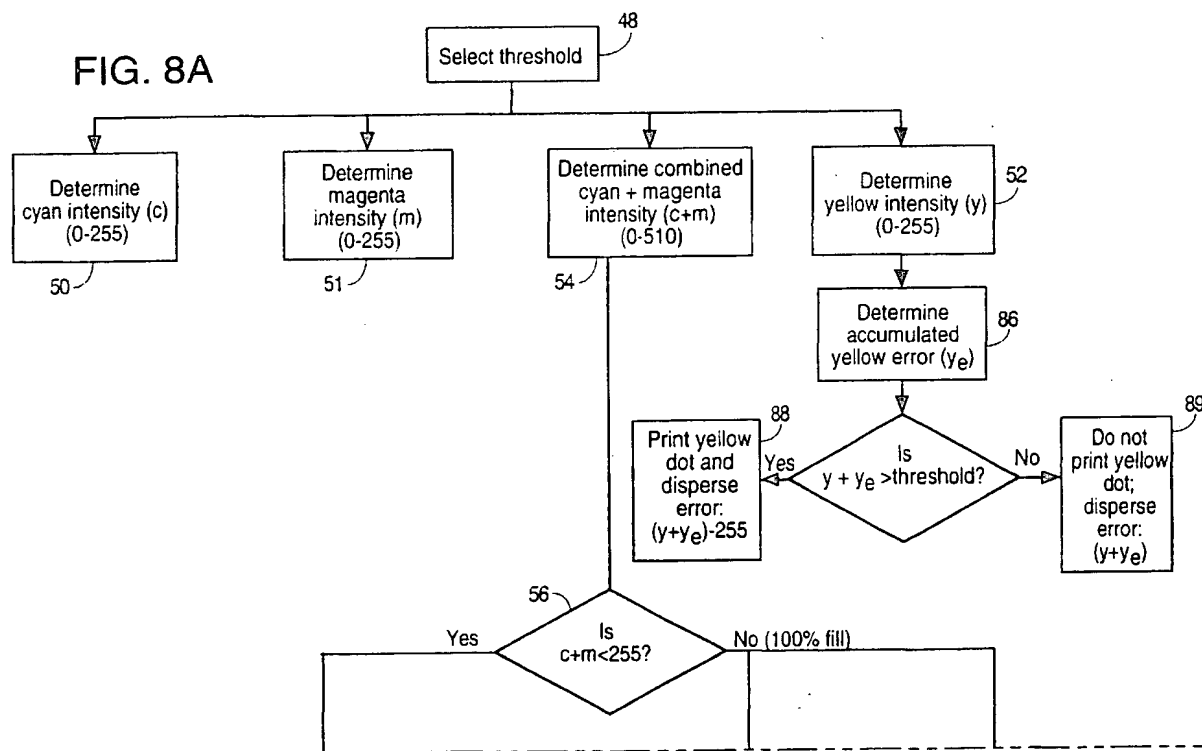 FIG. 8A
Select threshold
48
Determine
cyan intensity (c)
(0-255)
50
Determine
magenta
intensity (m)
(0-255)
51
Determine combined
cyan + magenta
intensity (c+m)
(0-510)
54
Determine
yellow intensity (y)
(0-255)
52
Determine
accumulated
yellow error (ye)
86
Print yellow
dot and
disperse
error:
(y+ye)-255
88
Yes
Is
y + ye >threshold?
No
Do not
print yellow
dot;
disperse
error:
(y+ye)
89
56
Yes
Is
c+m<255?
No (100% fill)